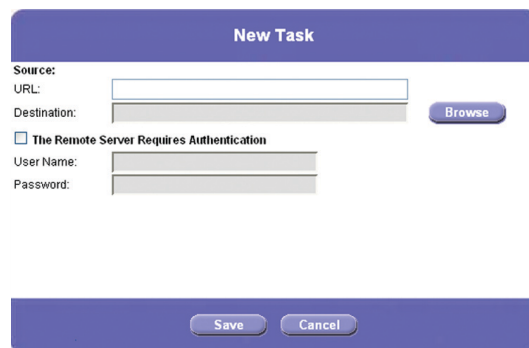 New Task
Source:
URL:
Destination:
Browse
The Remote Server Requires Authentication
User Name:
Password:
Save Cancel